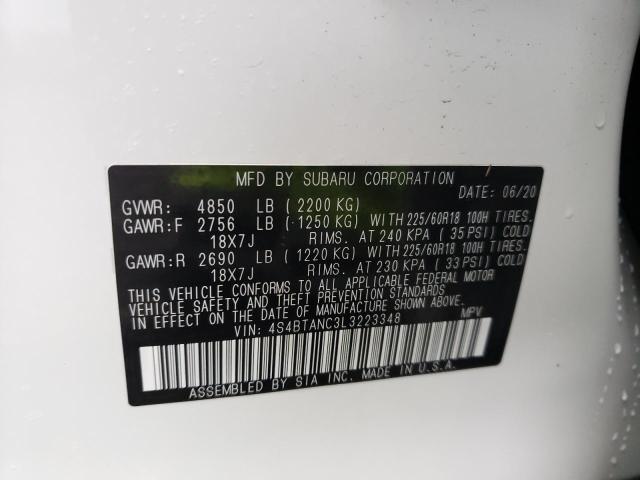 MFD BY SUBARU CORPORATION
DATE: 06/20
GVWR: 4850 LB (2200 KG)
GAWR:F 2756 LB (1250 KG) WITH 225/60R18 100H TIRES.
18X7J RIMS. AT 240 KPA (35 PSI) COLD
GAWR:R 2690 LB (1220 KG) WITH 225/60R18 100H TIRES.
18X7J RIMS. AT 230 KPA (33 PSI) COLD
THIS VEHICLE CONFORMS TO ALL APPLICABLE FEDERAL MOTOR
VEHICLE SAFETY AND THEFT PREVENTION STANDARDS
IN EFFECT ON THE DATE OF MANUFACTURE SHOWN ABOVE.
VIN: 4S4BTANC3L3223348 MPV
ASSEMBLED BY SIA INC. MADE IN U.S.A.